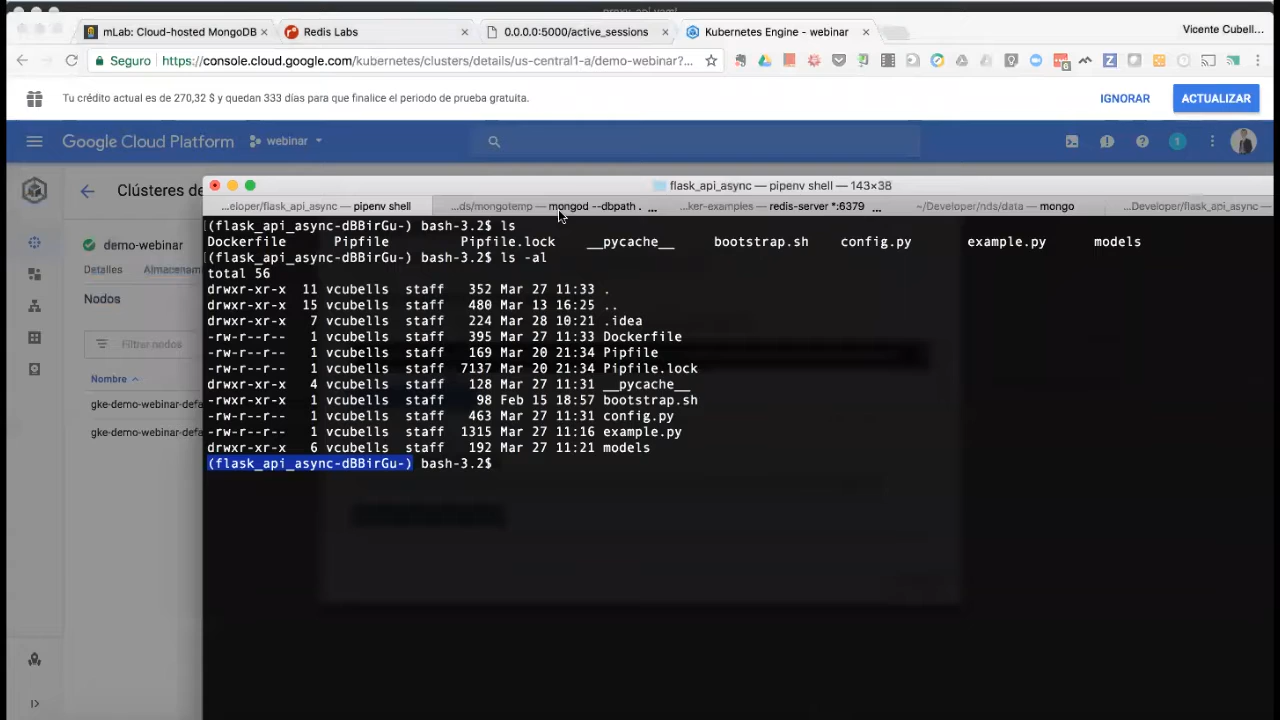 mLab: Cloud-hosted MongoDB × Redis Labs × 0.0.0.0:5000/active_sessions × Kubernetes Engine - webinar × Vicente Cubell...
Seguro https://console.cloud.google.com/kubernetes/clusters/details/us-central1-a/demo-webinar?...
Tu crédito actual es de 270,32 $ y quedan 333 días para que finalice el periodo de prueba gratuita. IGNORAR ACTUALIZAR
Google Cloud Platform webinar 1
Clústeres de
flask_api_async — pipenv shell — 143×38
...eloper/flask_api_async — pipenv shell ...ds/mongotemp — mongod --dbpath . ... ...ker-examples — redis-server *:6379 ... ~/Developer/nds/data — mongo ...Developer/flask_api_async —
demo-webinar
Detalles Almacenam
Nodos
Filtrar nodos
Nombre
gke-demo-webinar-defa
gke-demo-webinar-defa
(flask_api_async-dBBirGu-) bash-3.2$ ls
Dockerfile Pipfile Pipfile.lock __pycache__ bootstrap.sh config.py example.py models
(flask_api_async-dBBirGu-) bash-3.2$ ls -al
total 56
drwxr-xr-x 11 vcubells staff 352 Mar 27 11:33 .
drwxr-xr-x 15 vcubells staff 480 Mar 13 16:25 ..
drwxr-xr-x 7 vcubells staff 224 Mar 28 10:21 .idea
-rw-r--r-- 1 vcubells staff 395 Mar 27 11:33 Dockerfile
-rw-r--r-- 1 vcubells staff 169 Mar 20 21:34 Pipfile
-rw-r--r-- 1 vcubells staff 7137 Mar 20 21:34 Pipfile.lock
drwxr-xr-x 4 vcubells staff 128 Mar 27 11:31 __pycache__
-rwxr-xr-x 1 vcubells staff 98 Feb 15 18:57 bootstrap.sh
-rw-r--r-- 1 vcubells staff 463 Mar 27 11:31 config.py
-rw-r--r-- 1 vcubells staff 1315 Mar 27 11:16 example.py
drwxr-xr-x 6 vcubells staff 192 Mar 27 11:21 models
(flask_api_async-dBBirGu-) bash-3.2$